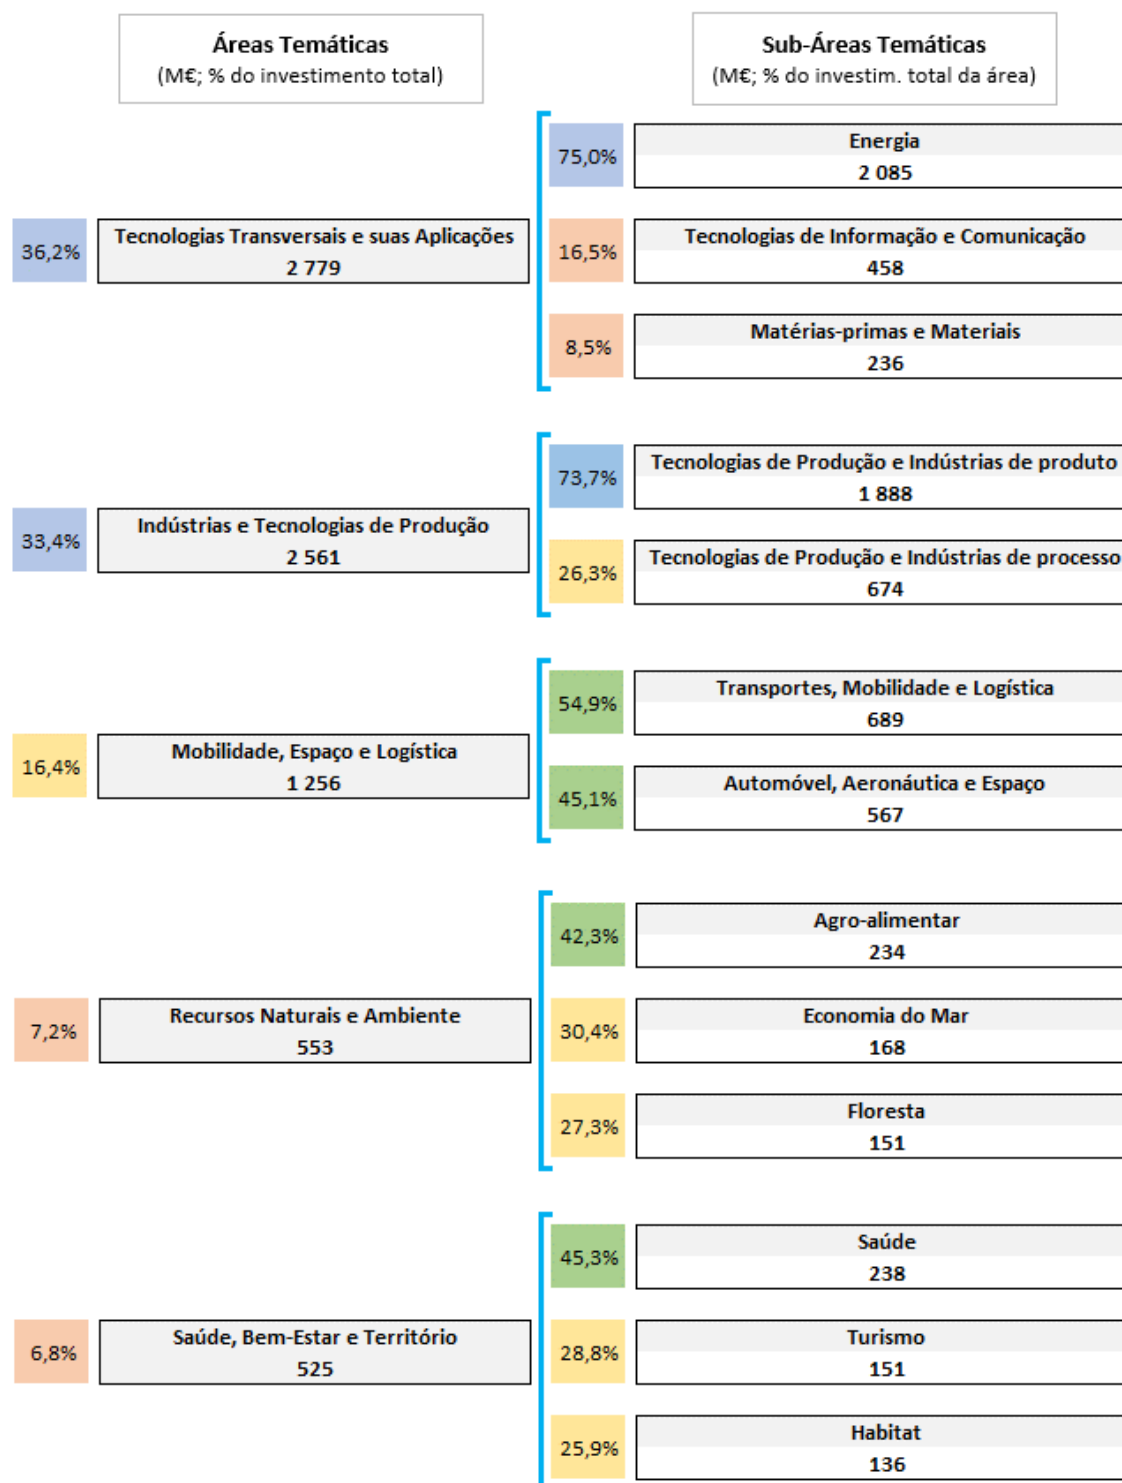 Áreas Temáticas
(M€; % do investimento total)
Sub-Áreas Temáticas
(M€; % do investim. total da área)
36,2%
Tecnologias Transversais e suas Aplicações
2 779
75,0%
Energia
2 085
16,5%
Tecnologias de Informação e Comunicação
458
8,5%
Matérias-primas e Materiais
236
33,4%
Indústrias e Tecnologias de Produção
2 561
73,7%
Tecnologias de Produção e Indústrias de produto
1 888
26,3%
Tecnologias de Produção e Indústrias de processo
674
16,4%
Mobilidade, Espaço e Logística
1 256
54,9%
Transportes, Mobilidade e Logística
689
45,1%
Automóvel, Aeronáutica e Espaço
567
7,2%
Recursos Naturais e Ambiente
553
42,3%
Agro-alimentar
234
30,4%
Economia do Mar
168
27,3%
Floresta
151
6,8%
Saúde, Bem-Estar e Território
525
45,3%
Saúde
238
28,8%
Turismo
151
25,9%
Habitat
136